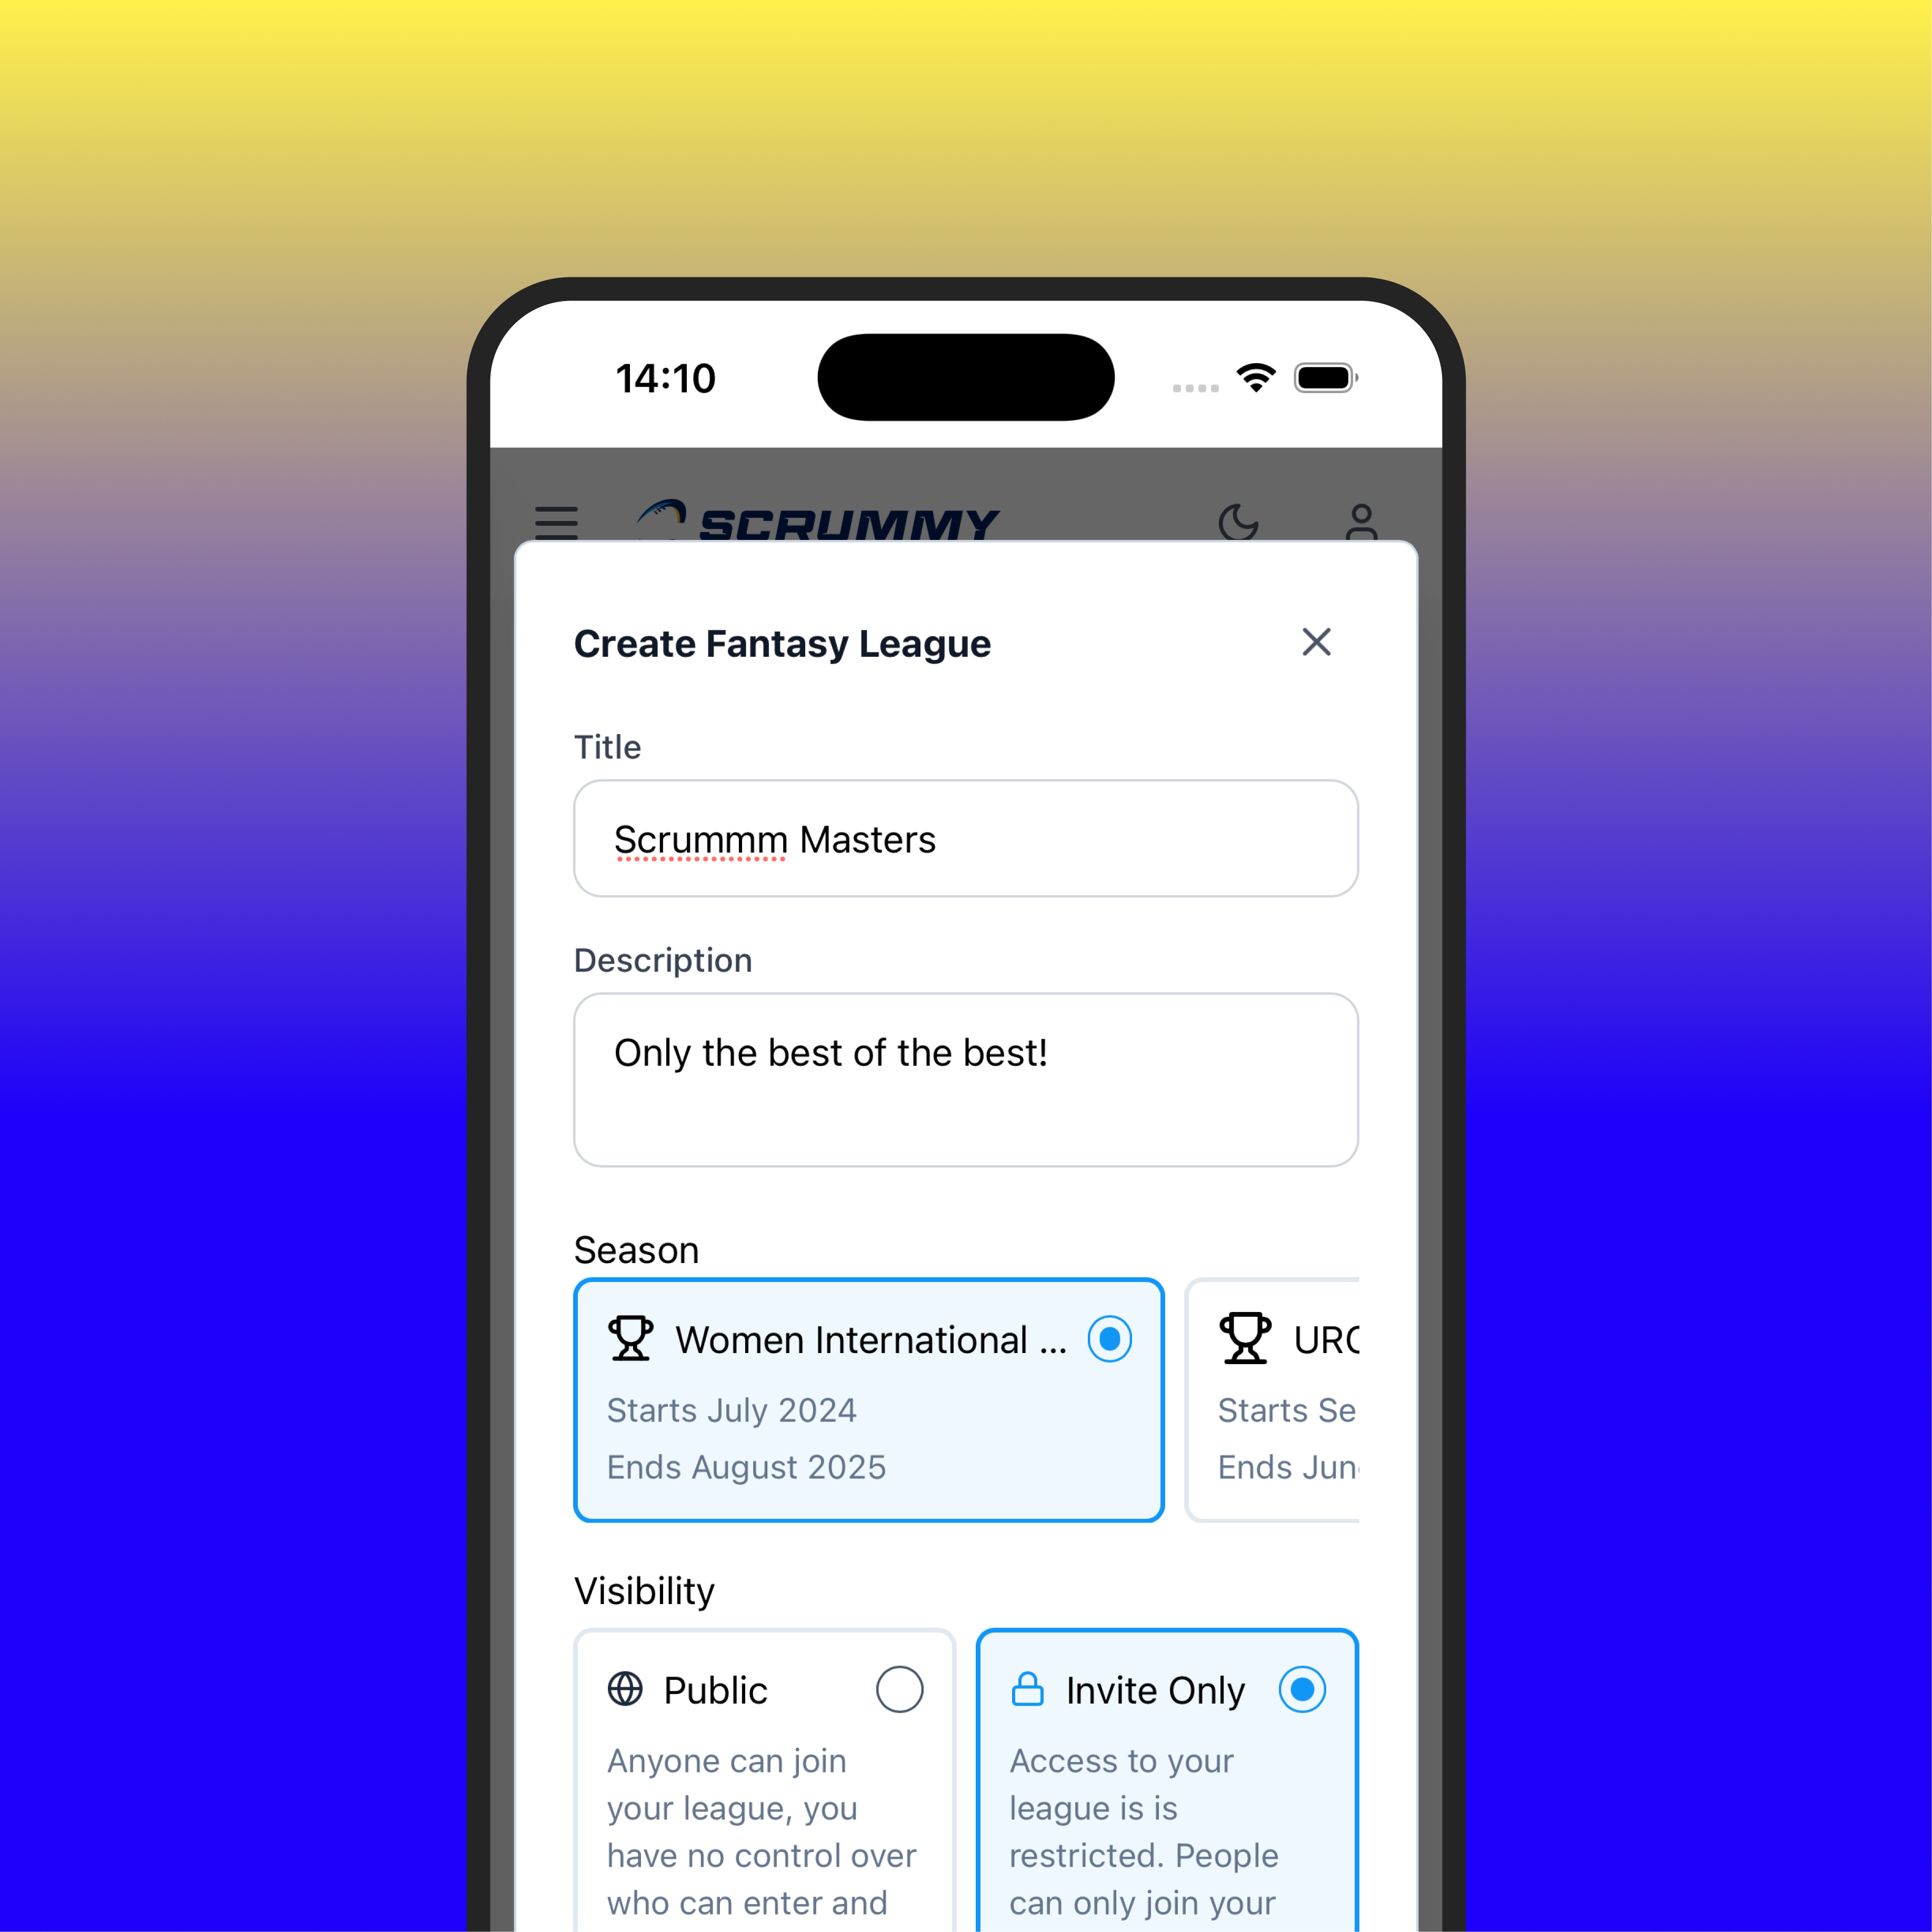 14:10
SCRUMMY
Create Fantasy League
Title
Scrummm Masters
Description
Only the best of the best!
Season
Women International ...
Starts July 2024
Ends August 2025
URC
Starts Se
Ends Jun
Visibility
Public
Anyone can join
your league, you
have no control over
who can enter and
Invite Only
Access to your
league is is
restricted. People
can only join your